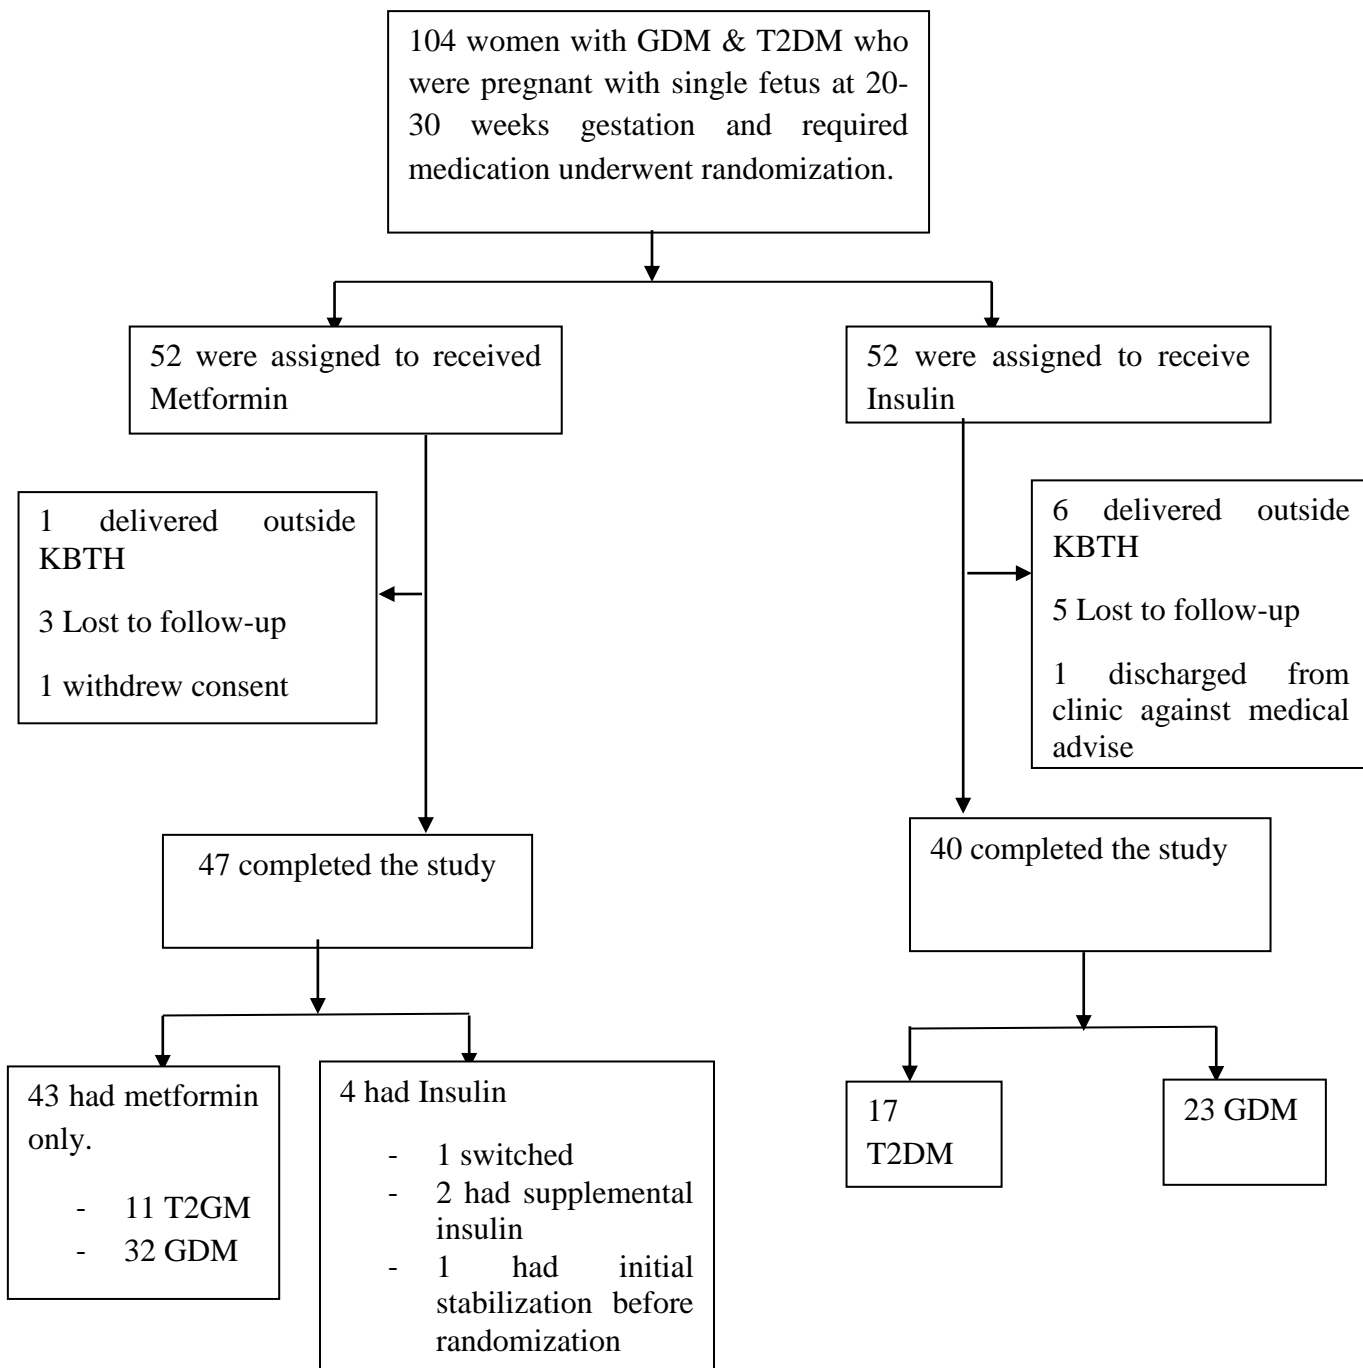 104 women with GDM & T2DM who
were pregnant with single fetus at 20-
30 weeks gestation and required
medication underwent randomization.
52 were assigned to received
Metformin
52 were assigned to receive
Insulin
1 delivered outside
KBTH
3 Lost to follow-up
1 withdrew consent
6 delivered outside
KBTH
5 Lost to follow-up
1 discharged from
clinic against medical
advise
47 completed the study
40 completed the study
43 had metformin
only.
- 11 T2GM
- 32 GDM
4 had Insulin
- 1 switched
- 2 had supplemental
insulin
- 1 had initial
stabilization before
randomization
17
T2DM
23 GDM